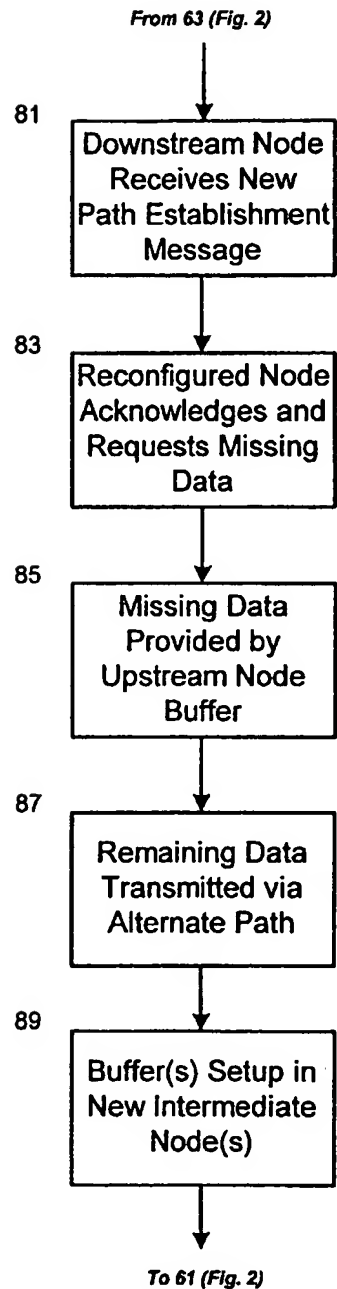 From 63 (Fig. 2)
81
Downstream Node
Receives New
Path Establishment
Message
83
Reconfigured Node
Acknowledges and
Requests Missing
Data
85
Missing Data
Provided by
Upstream Node
Buffer
87
Remaining Data
Transmitted via
Alternate Path
89
Buffer(s) Setup in
New Intermediate
Node(s)
To 61 (Fig. 2)